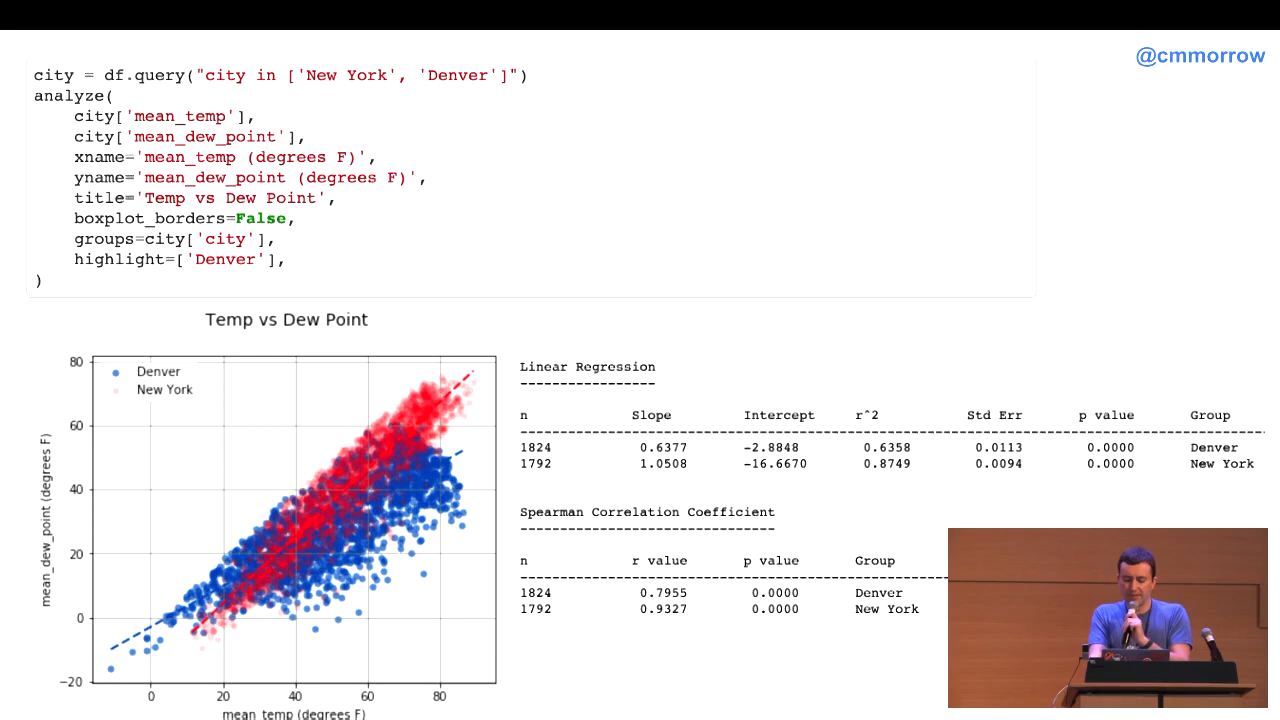 @cmmorrow
city = df.query("city in ['New York', 'Denver']")
analyze(
    city['mean_temp'],
    city['mean_dew_point'],
    xname='mean_temp (degrees F)',
    yname='mean_dew_point (degrees F)',
    title='Temp vs Dew Point',
    boxplot_borders=False,
    groups=city['city'],
    highlight=['Denver'],
)
Temp vs Dew Point
Denver
New York
80
60
40
20
0
−20
mean_dew_point (degrees F)
0 20 40 60 80
mean_temp (degrees F)
Linear Regression
-----------------
n Slope Intercept r^2 Std Err p value Group
1824 0.6377 -2.8848 0.6358 0.0113 0.0000 Denver
1792 1.0508 -16.6670 0.8749 0.0094 0.0000 New York
Spearman Correlation Coefficient
--------------------------------
n r value p value Group
1824 0.7955 0.0000 Denver
1792 0.9327 0.0000 New York